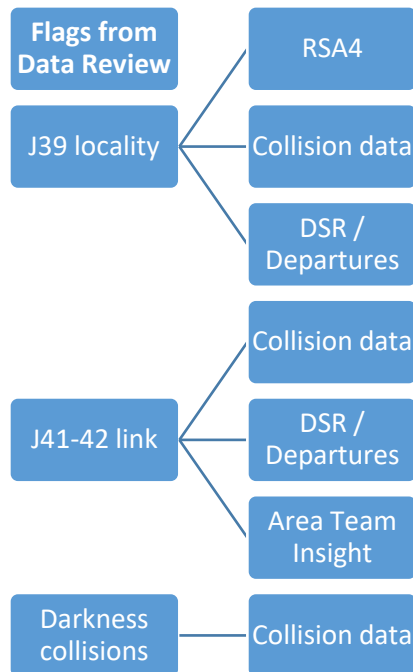 Flags from
Data Review
RSA4
J39 locality
Collision data
DSR /
Departures
Collision data
J41-42 link
DSR /
Departures
Area Team
Insight
Darkness
collisions
Collision data